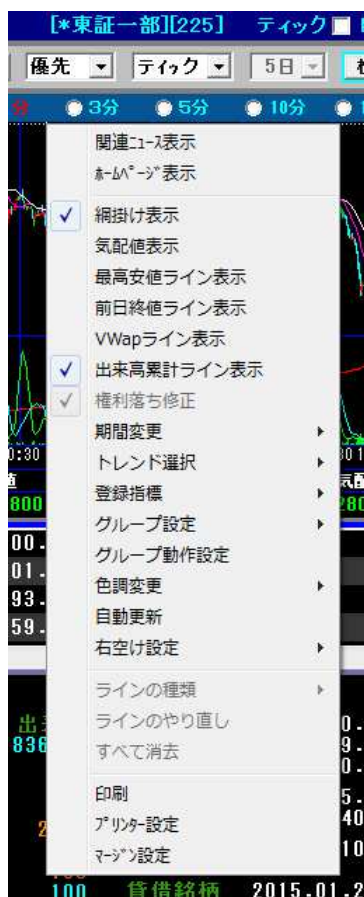 [*東証一部][225] ティック
優先 ティック 5日
分 3分 5分 10分
関連ﾆｭｰｽ表示
ﾎｰﾑﾍﾟｰｼﾞ表示
網掛け表示
気配値表示
最高安値ライン表示
前日終値ライン表示
VWapライン表示
出来高累計ライン表示
権利落ち修正
期間変更
トレンド選択
登録指標
グループ設定
グループ動作設定
色調変更
自動更新
右空け設定
ラインの種類
ラインのやり直し
すべて消去
印刷
ﾌﾟﾘﾝﾀｰ設定
ﾏｰｼﾞﾝ設定
:30
800
00.
01.
93.
59.
出
836
100 貸借銘柄 2015.01.2